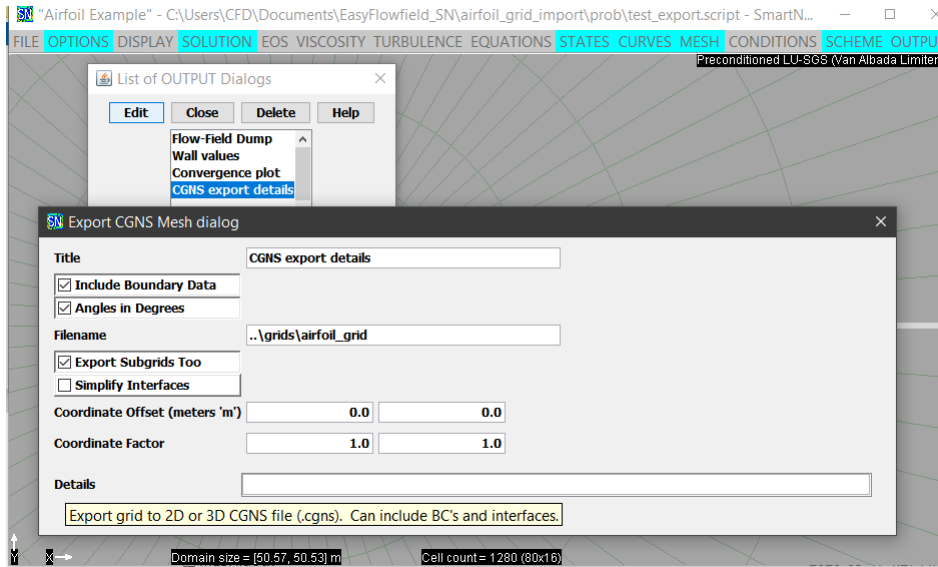 "Airfoil Example" - C:\Users\CFD\Documents\EasyFlowfield_SN\airfoil_grid_import\prob\test_export.script - SmartN...
FILE OPTIONS DISPLAY SOLUTION EOS VISCOSITY TURBULENCE EQUATIONS STATES CURVES MESH CONDITIONS SCHEME OUTPU
Preconditioned LU-SGS (Van Albada Limiter
List of OUTPUT Dialogs
Edit Close Delete Help
Flow-Field Dump
Wall values
Convergence plot
CGNS export details
SN Export CGNS Mesh dialog
Title CGNS export details
Include Boundary Data
Angles in Degrees
Filename ..\grids\airfoil_grid
Export Subgrids Too
Simplify Interfaces
Coordinate Offset (meters 'm') 0.0 0.0
Coordinate Factor 1.0 1.0
Details
Export grid to 2D or 3D CGNS file (.cgns). Can include BC's and interfaces.
Y X Domain size = [50.57, 50.53] m Cell count = 1280 (80x16)